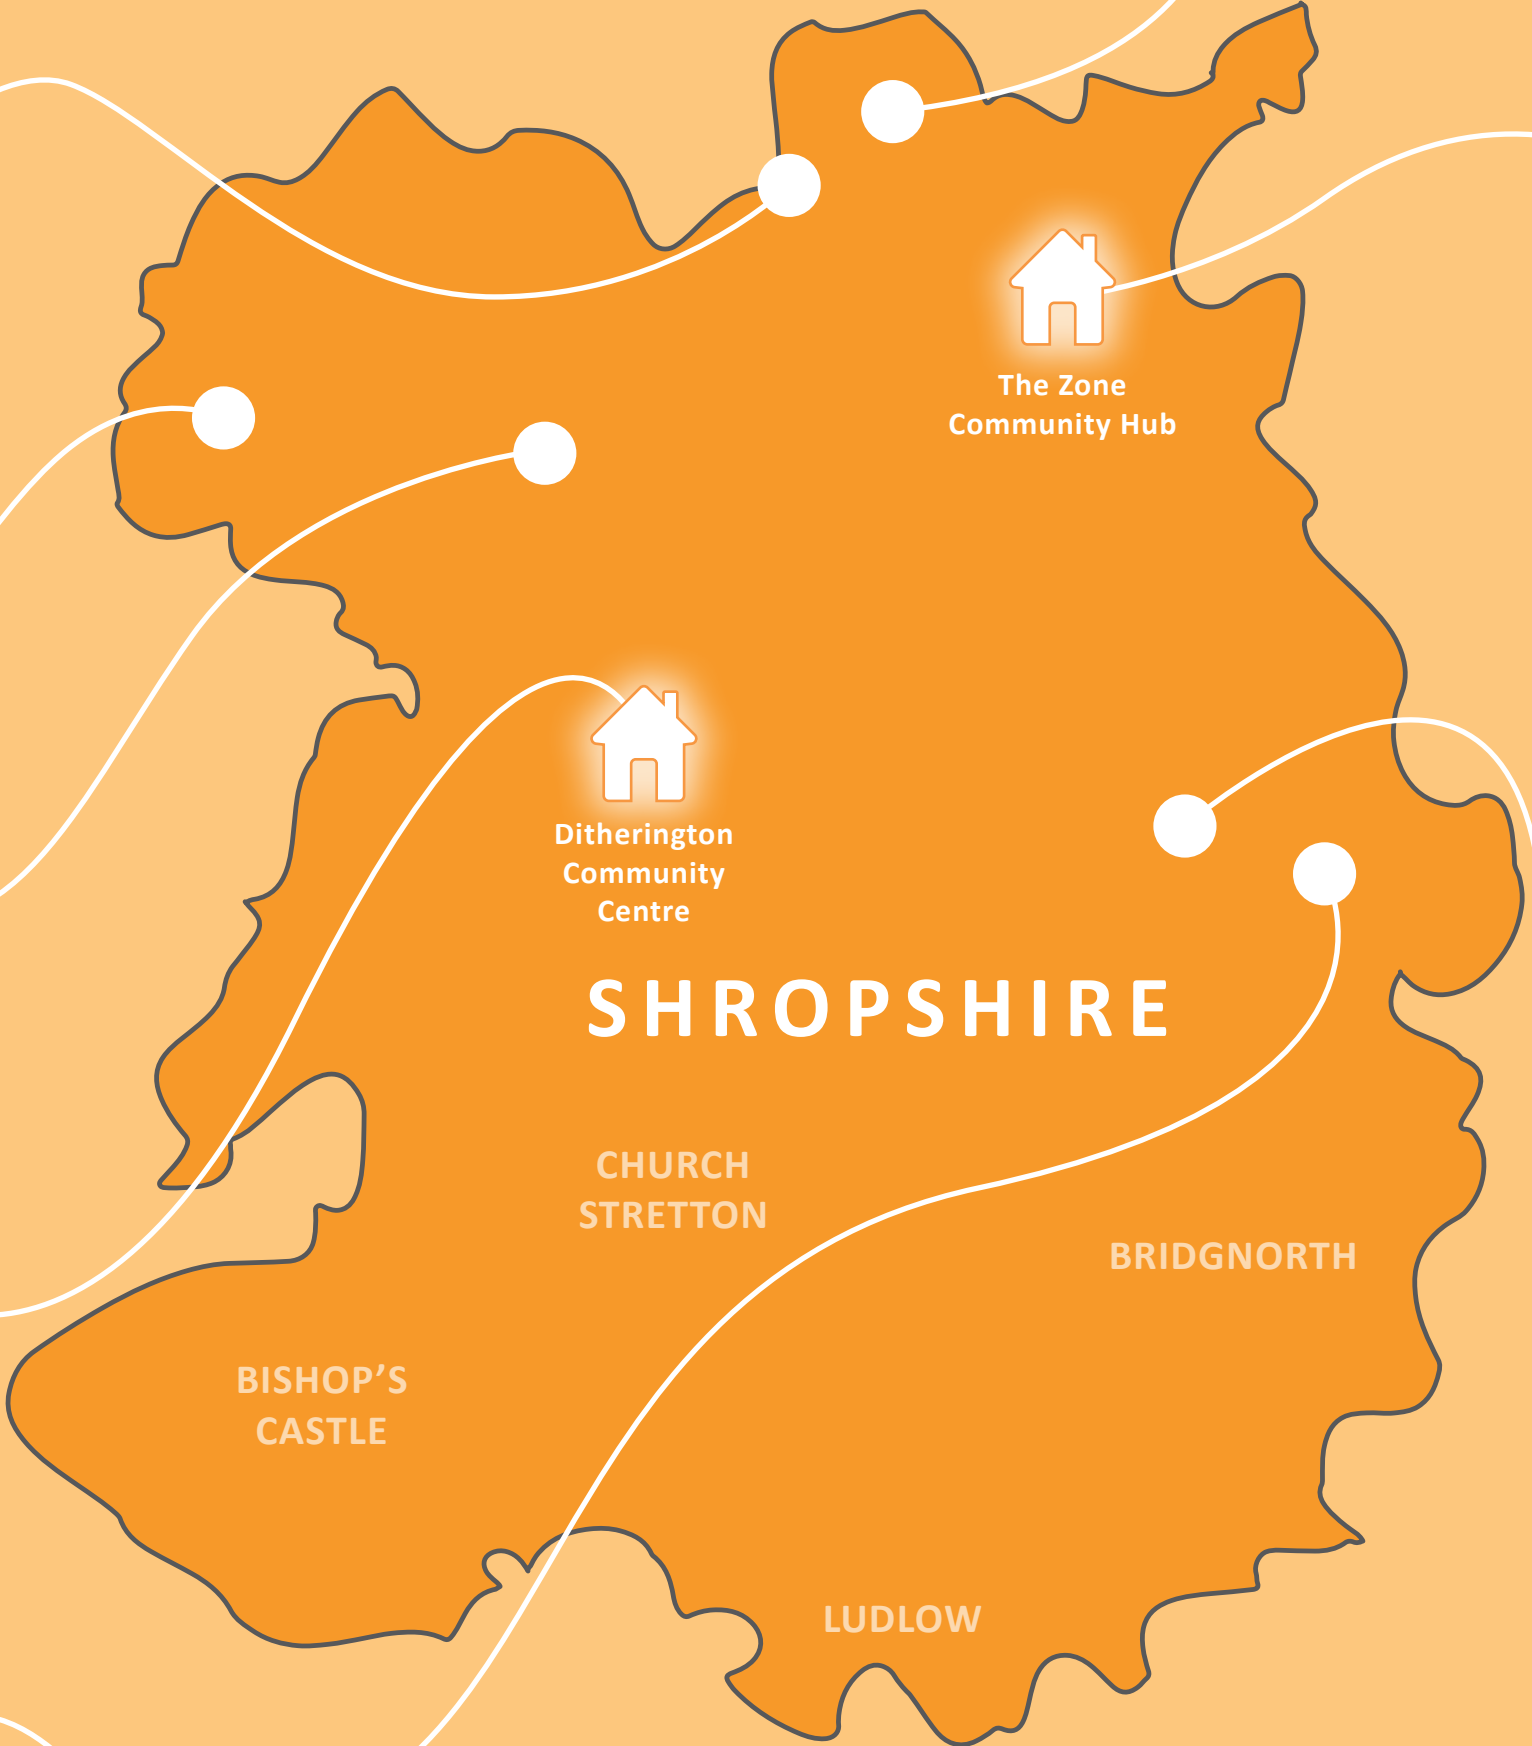 The Zone
Community Hub
Ditherington
Community
Centre
SHROPSHIRE
CHURCH
STRETTON
BRIDGNORTH
BISHOP’S
CASTLE
LUDLOW